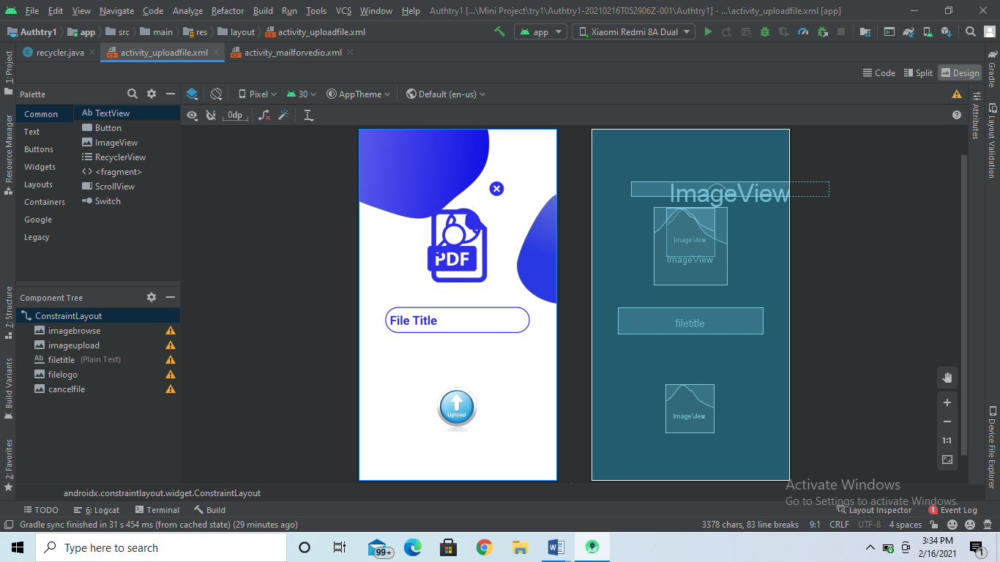 File Edit View Navigate Code Analyze Refactor Build Run Tools VCS Window Help Authtry1 [...\Mini Project\try1\Authtry1-20210216T052906Z-001\Authtry1] - ...\activity_uploadfile.xml [app]
Authtry1 app src main res layout activity_uploadfile.xml app Xiaomi Redmi 8A Dual
recycler.java activity_uploadfile.xml activity_mailforvedio.xml
Code Split Design
Palette Pixel 30 AppTheme Default (en-us)
0dp
Common
Text
Buttons
Widgets
Layouts
Containers
Google
Legacy
Ab TextView
Button
ImageView
RecyclerView
<fragment>
ScrollView
Switch
Component Tree
ConstraintLayout
imagebrowse
imageupload
Ab filetitle (Plain Text)
filelogo
cancelfile
PDF
File Title
Upload
ImageView
ImageView
ImageView
filetitle
ImageView
1:1
1: Project
Resource Manager
7: Structure
Build Variants
2: Favorites
Gradle
Layout Validation
Attributes
Device File Explorer
androidx.constraintlayout.widget.ConstraintLayout
Activate Windows
Go to Settings to activate Windows.
TODO 6: Logcat Terminal Build Layout Inspector 1 Event Log
Gradle sync finished in 31 s 454 ms (from cached state) (29 minutes ago) 3378 chars, 83 line breaks 9:1 CRLF UTF-8 4 spaces
Type here to search
99+
3:34 PM
2/16/2021
1